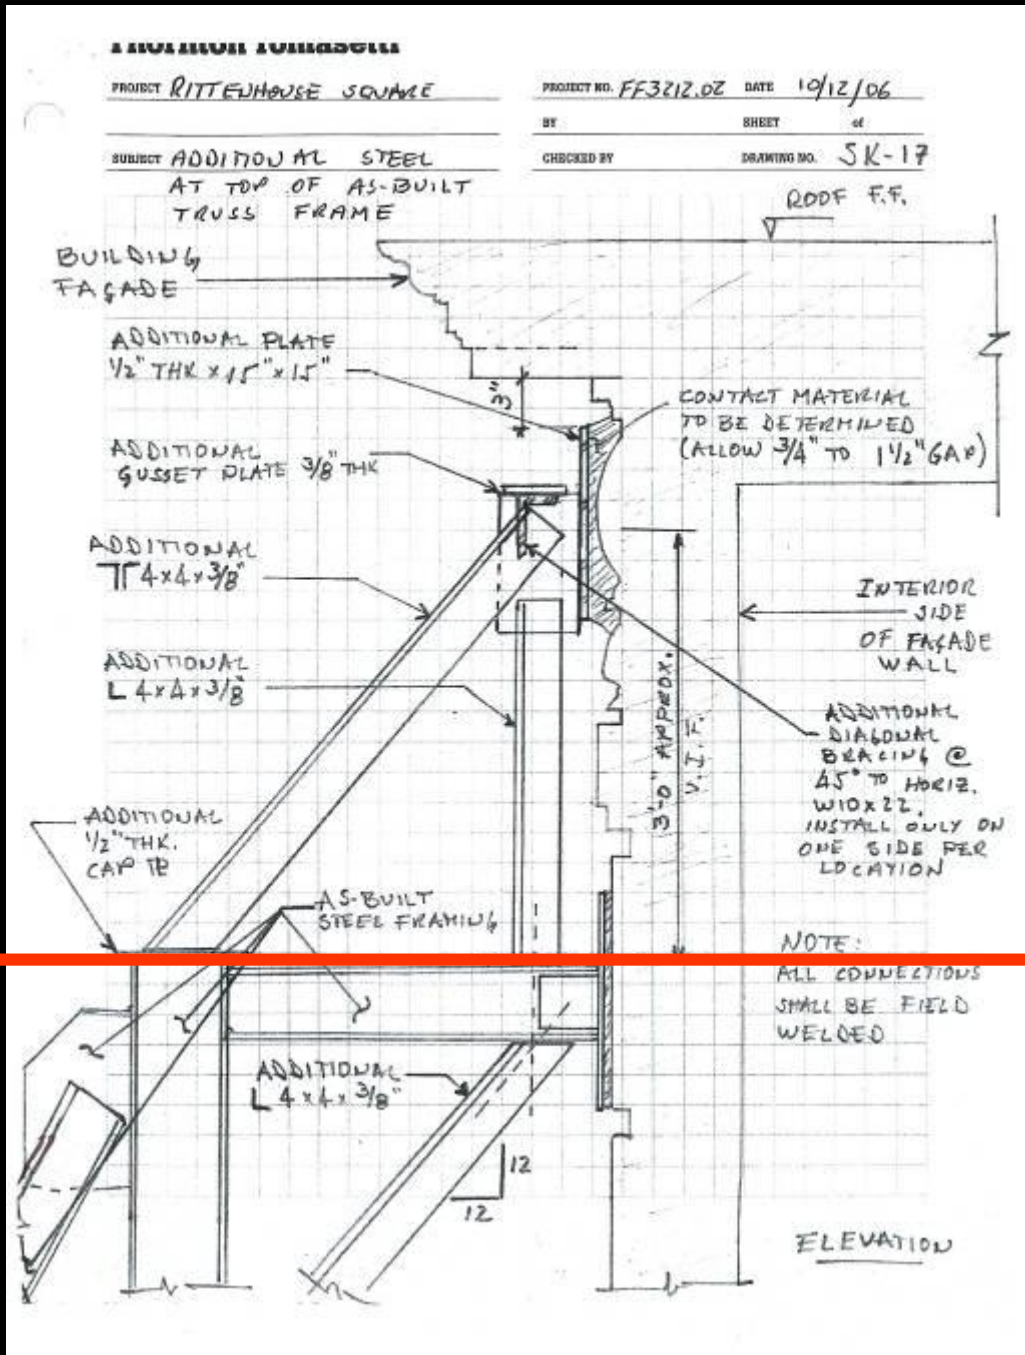 Thornton Tomasetti
PROJECT RITTENHOUSE SQUARE
PROJECT NO. FF3212.02 DATE 10/12/06
BY SHEET of
SUBJECT ADDITIONAL STEEL
AT TOP OF AS-BUILT
TRUSS FRAME
CHECKED BY DRAWING NO. SK-17
ROOF F.F.
BUILDING
FAÇADE
ADDITIONAL PLATE
1/2" THK x 15" x 15"
3"
CONTACT MATERIAL
TO BE DETERMINED
(ALLOW 3/4" TO 1 1/2" GAP)
ADDITIONAL
GUSSET PLATE 3/8" THK
ADDITIONAL
4x4x3/8"
INTERIOR
SIDE
OF FAÇADE
WALL
ADDITIONAL
L 4x4x3/8"
3'-0" APPROX.
V.I.F.
ADDITIONAL
DIAGONAL
BRACING @
45° TO HORIZ.
W10x22.
INSTALL ONLY ON
ONE SIDE PER
LOCATION
ADDITIONAL
1/2" THK.
CAP PL
AS-BUILT
STEEL FRAMING
NOTE:
ALL CONNECTIONS
SHALL BE FIELD
WELDED
ADDITIONAL
L 4x4x3/8"
12
12
ELEVATION